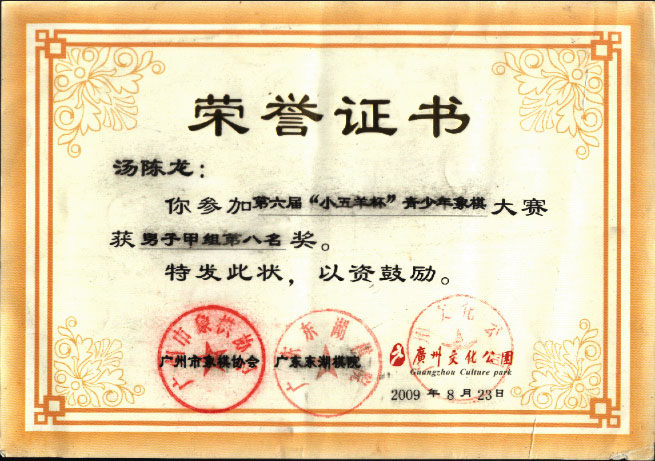 荣誉证书
汤陈龙：
你参加第六届“小五羊杯”青少年象棋大赛
获男子甲组第八名奖。
特发此状，以资鼓励。
广州市象棋协会 广东东湖棋院 廣州文化公園
Guangzhou Culture park
2009 年 8 月 23 日